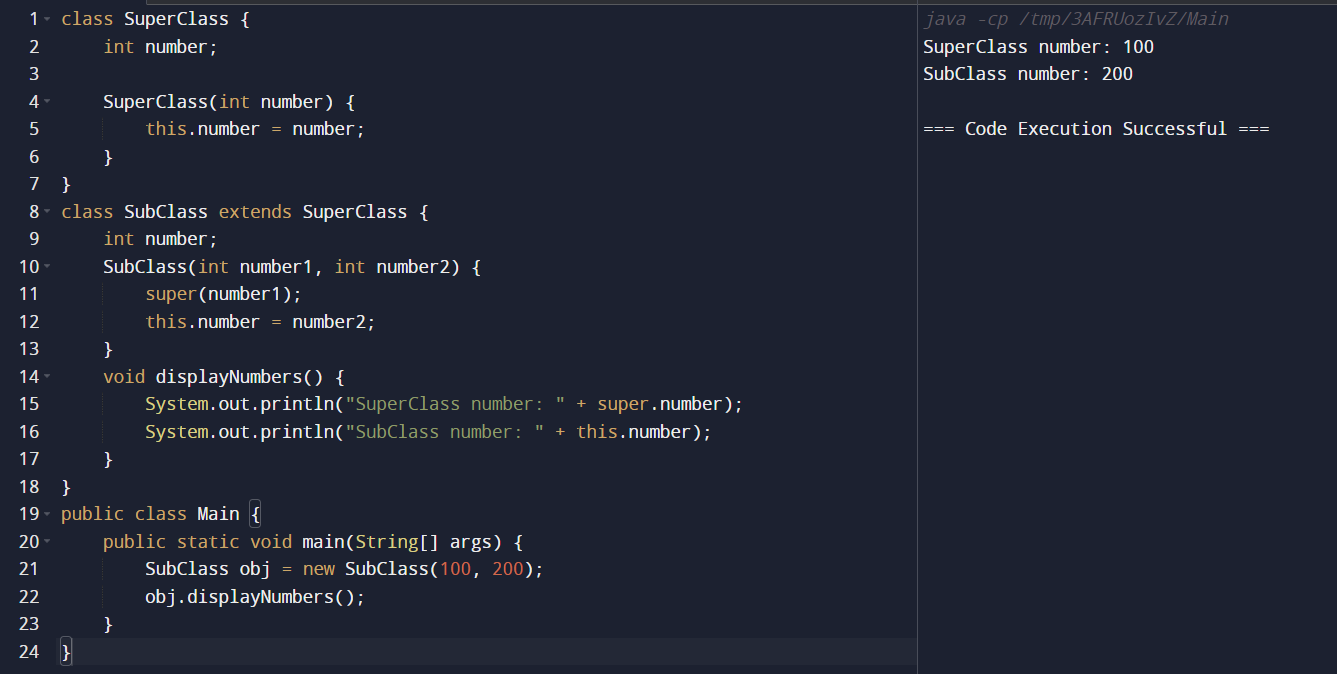 1 class SuperClass {
2     int number;
3
4     SuperClass(int number) {
5         this.number = number;
6     }
7 }
8 class SubClass extends SuperClass {
9     int number;
10     SubClass(int number1, int number2) {
11         super(number1);
12         this.number = number2;
13     }
14     void displayNumbers() {
15         System.out.println("SuperClass number: " + super.number);
16         System.out.println("SubClass number: " + this.number);
17     }
18 }
19 public class Main {
20     public static void main(String[] args) {
21         SubClass obj = new SubClass(100, 200);
22         obj.displayNumbers();
23     }
24 }
java -cp /tmp/3AFRUozIvZ/Main
SuperClass number: 100
SubClass number: 200
=== Code Execution Successful ===